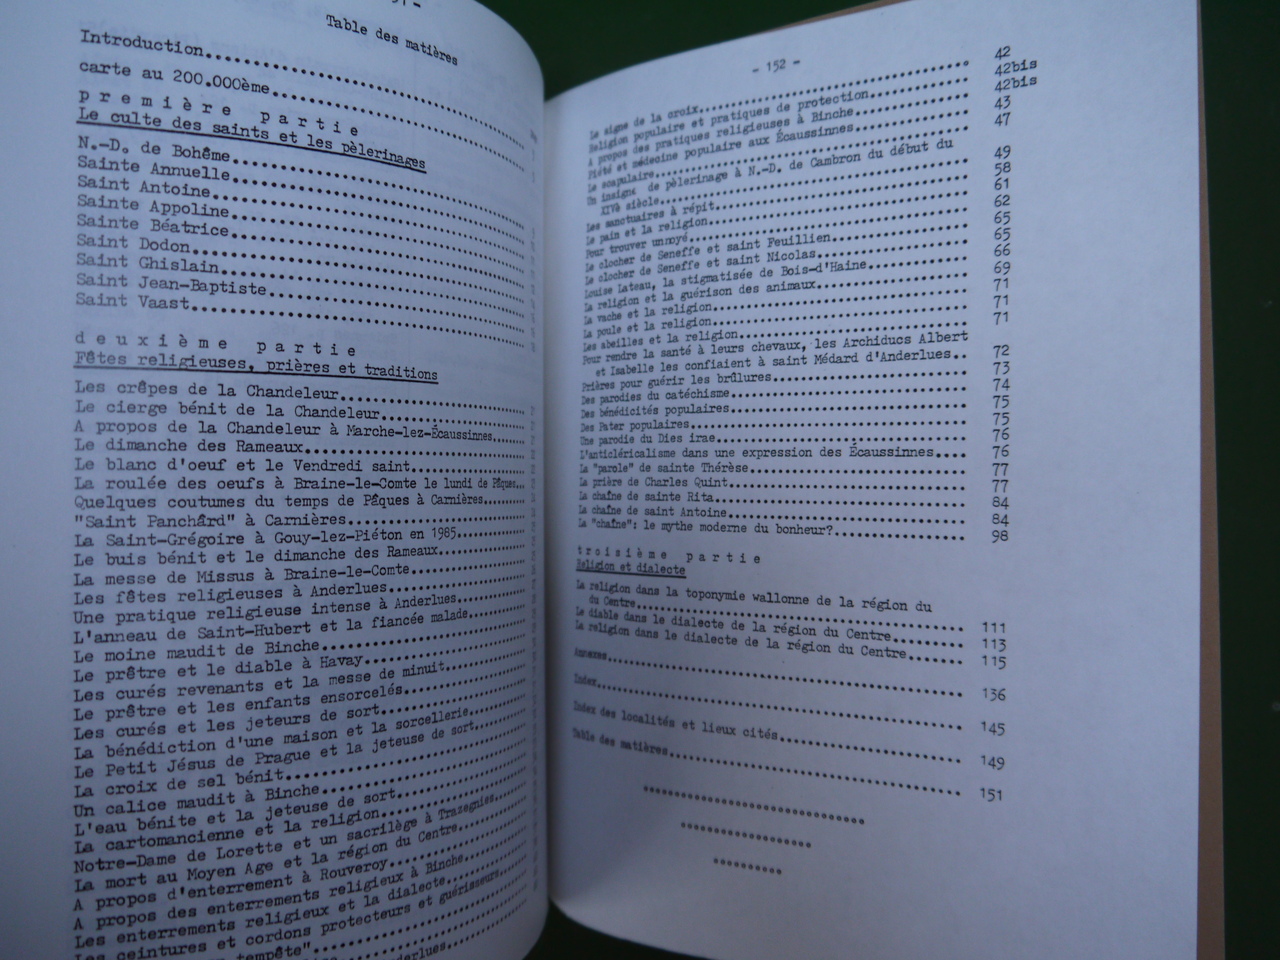 Table des matières
Introduction
carte au 200.000ème
première partie
Le culte des saints et les pèlerinages
N.-D. de Bohême
Sainte Annuelle
Saint Antoine
Sainte Appoline
Sainte Béatrice
Saint Dodon
Saint Ghislain
Saint Jean-Baptiste
Saint Vaast
deuxième partie
Fêtes religieuses, prières et traditions
Les crêpes de la Chandeleur
Le cierge bénit de la Chandeleur
A propos de la Chandeleur à Marche-lez-Écaussinnes
Le dimanche des Rameaux
Le blanc d'oeuf et le Vendredi saint
La roulée des oeufs à Braine-le-Comte le lundi de Pâques
Quelques coutumes du temps de Pâques à Carnières
"Saint Panchârd" à Carnières
La Saint-Grégoire à Gouy-lez-Piéton en 1985
Le buis bénit et le dimanche des Rameaux
La messe de Missus à Braine-le-Comte
Les fêtes religieuses à Anderlues
Une pratique religieuse intense à Anderlues
L'anneau de Saint-Hubert et la fiancée malade
Le moine maudit de Binche
Le prêtre et le diable à Havay
Les curés revenants et la messe de minuit
Le prêtre et les enfants ensorcelés
Les curés et les jeteurs de sort
La bénédiction d'une maison et la sorcellerie
Le Petit Jésus de Prague et la jeteuse de sort
La croix de sel bénit
Un calice maudit à Binche
L'eau bénite et la jeteuse de sort
La cartomancienne et la religion
Notre-Dame de Lorette et un sacrilège à Trazegnies
La mort au Moyen Age et la région du Centre
A propos d'enterrement à Rouveroy
A propos des enterrements religieux à Binche
Les enterrements religieux et la dialecte
Les ceintures et cordons protecteurs et guérisseurs
tempête"
- 152 -
Le signe de la croix 42
Religion populaire et pratiques de protection 42bis
A propos des pratiques religieuses à Binche 42bis
Piété et médecine populaire aux Écaussinnes 43
Le scapulaire 47
Un insigne de pèlerinage à N.-D. de Cambron du début du
XIVè siècle 49
Les sanctuaires à répit 58
Le pain et la religion 61
Pour trouver un noyé 62
Le clocher de Seneffe et saint Feuillien 65
Le clocher de Seneffe et saint Nicolas 65
Louise Lateau, la stigmatisée de Bois-d'Haine 66
La religion et la guérison des animaux 69
La vache et la religion 71
La poule et la religion 71
Les abeilles et la religion 71
Pour rendre la santé à leurs chevaux, les Archiducs Albert
et Isabelle les confiaient à saint Médard d'Anderlues.. 72
Prières pour guérir les brûlures 73
Des parodies du catéchisme 74
Des bénédicités populaires 75
Des Pater populaires 75
Une parodie du Dies irae 76
L'anticléricalisme dans une expression des Écaussinnes 76
La "parole" de sainte Thérèse 77
La prière de Charles Quint 77
La chaîne de sainte Rita 84
La chaîne de saint Antoine 84
La "chaîne": le mythe moderne du bonheur? 98
troisième partie
Religion et dialecte
La religion dans la toponymie wallonne de la région du
du Centre 111
Le diable dans le dialecte de la région du Centre 113
La religion dans le dialecte de la région du Centre 115
Annexes 136
Index 145
Index des localités et lieux cités 149
Table des matières 151